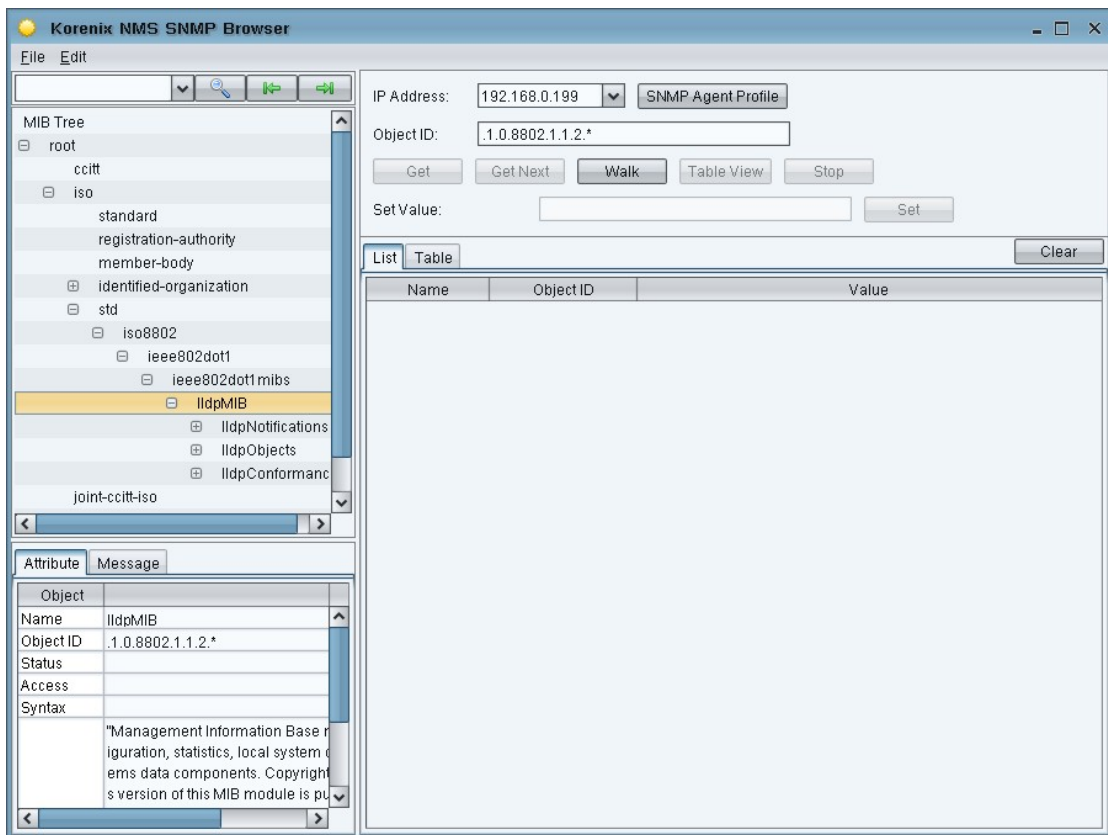 Korenix NMS SNMP Browser
File Edit
MIB Tree
root
ccitt
iso
standard
registration-authority
member-body
identified-organization
std
iso8802
ieee802dot1
ieee802dot1mibs
lldpMIB
lldpNotifications
lldpObjects
lldpConformanc
joint-ccitt-iso
Attribute Message
Object
Name lldpMIB
Object ID .1.0.8802.1.1.2.*
Status
Access
Syntax
"Management Information Base r
iguration, statistics, local system
ems data components. Copyright
s version of this MIB module is pu
IP Address: 192.168.0.199 SNMP Agent Profile
Object ID: .1.0.8802.1.1.2.*
Get Get Next Walk Table View Stop
Set Value: Set
List Table Clear
Name Object ID Value